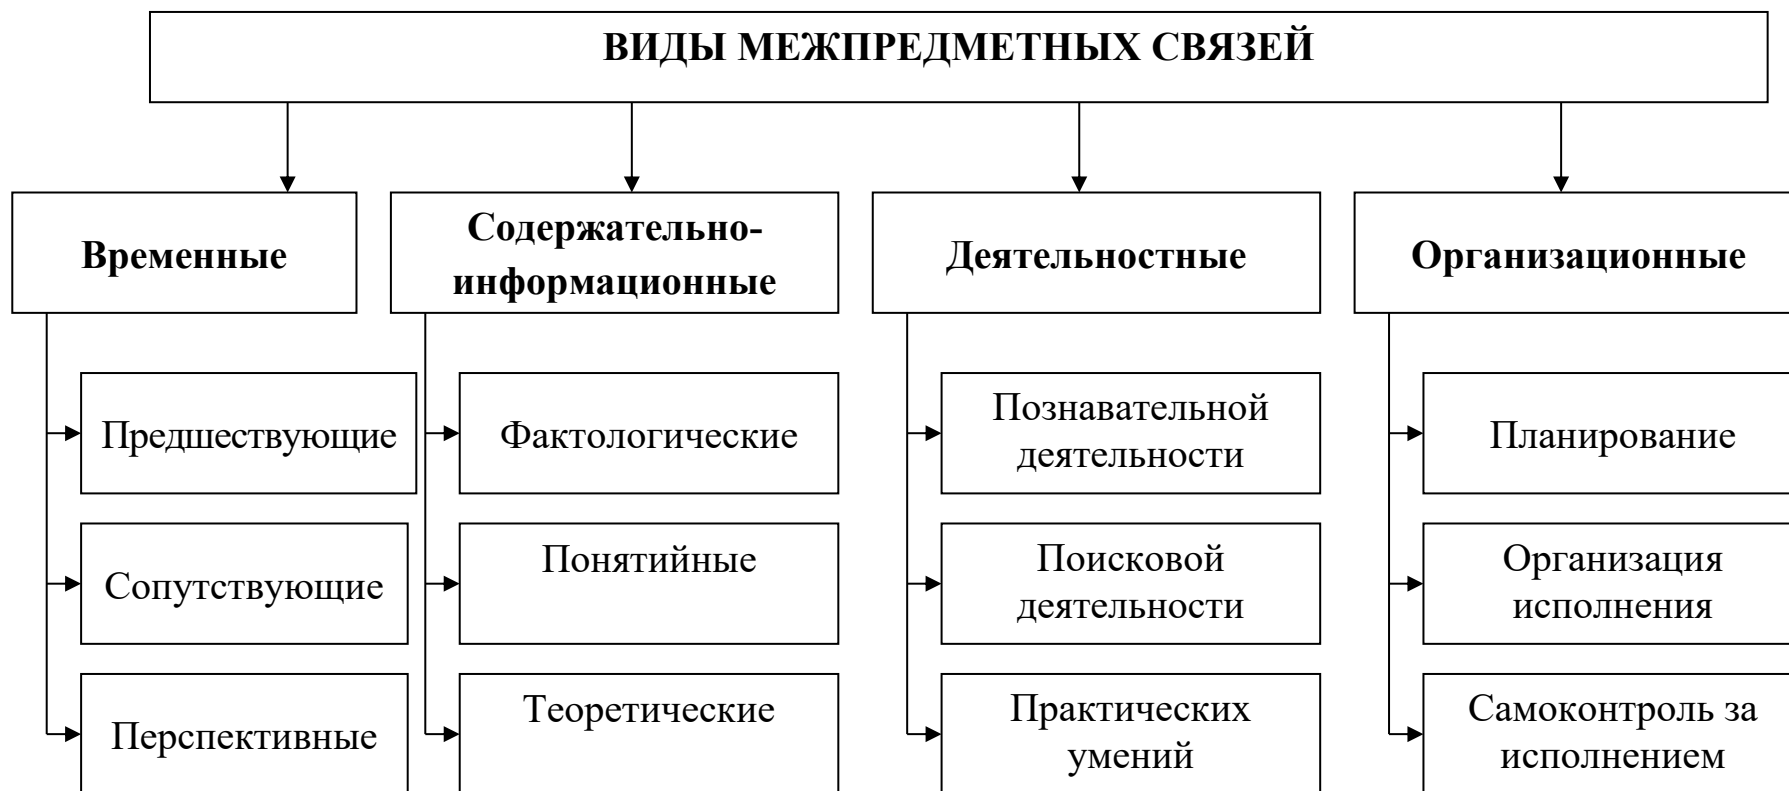 ВИДЫ МЕЖПРЕДМЕТНЫХ СВЯЗЕЙ
Временные
Содержательно-
информационные
Деятельностные
Организационные
Предшествующие
Фактологические
Познавательной
деятельности
Планирование
Сопутствующие
Понятийные
Поисковой
деятельности
Организация
исполнения
Перспективные
Теоретические
Практических
умений
Самоконтроль за
исполнением